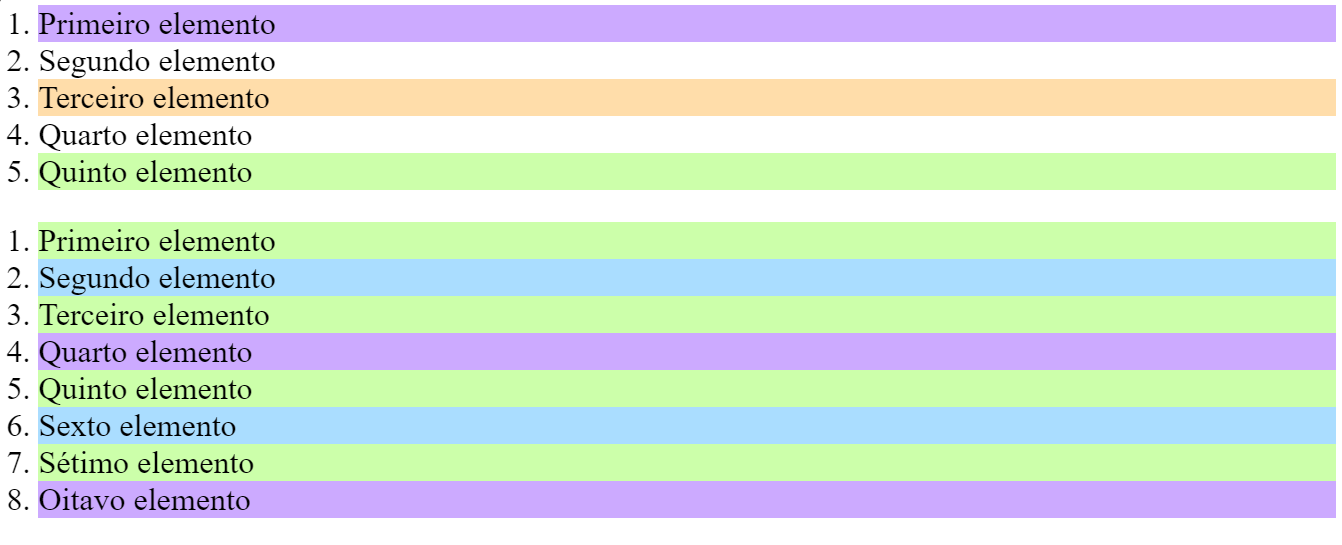 1. Primeiro elemento
2. Segundo elemento
3. Terceiro elemento
4. Quarto elemento
5. Quinto elemento
1. Primeiro elemento
2. Segundo elemento
3. Terceiro elemento
4. Quarto elemento
5. Quinto elemento
6. Sexto elemento
7. Sétimo elemento
8. Oitavo elemento